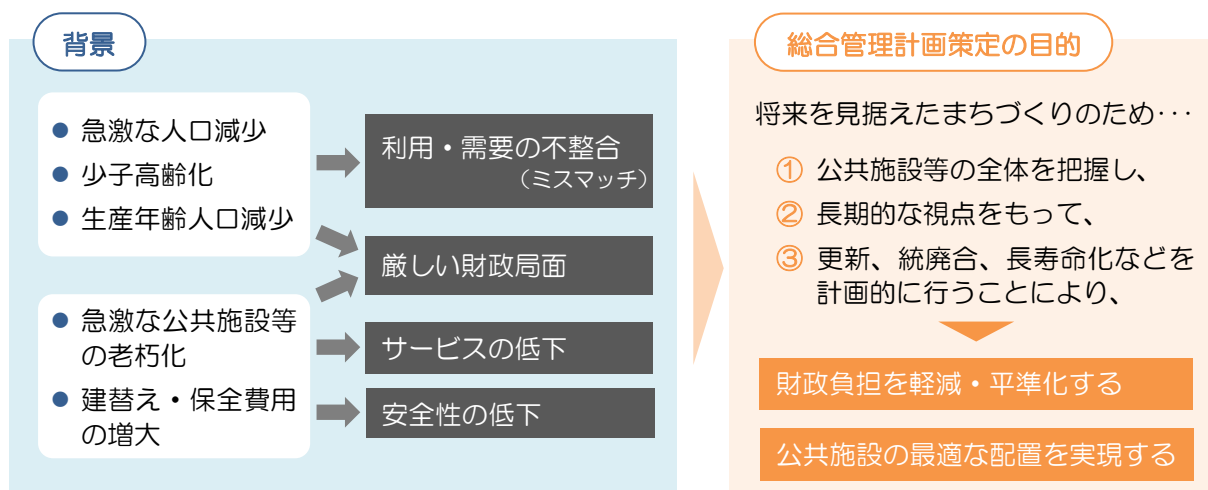 背景
● 急激な人口減少
● 少子高齢化
● 生産年齢人口減少
● 急激な公共施設等
の老朽化
● 建替え・保全費用
の増大
利用・需要の不整合
(ミスマッチ)
厳しい財政局面
サービスの低下
安全性の低下
総合管理計画策定の目的
将来を見据えたまちづくりのため･･･
① 公共施設等の全体を把握し、
② 長期的な視点をもって、
③ 更新、統廃合、長寿命化などを
計画的に行うことにより、
財政負担を軽減・平準化する
公共施設の最適な配置を実現する